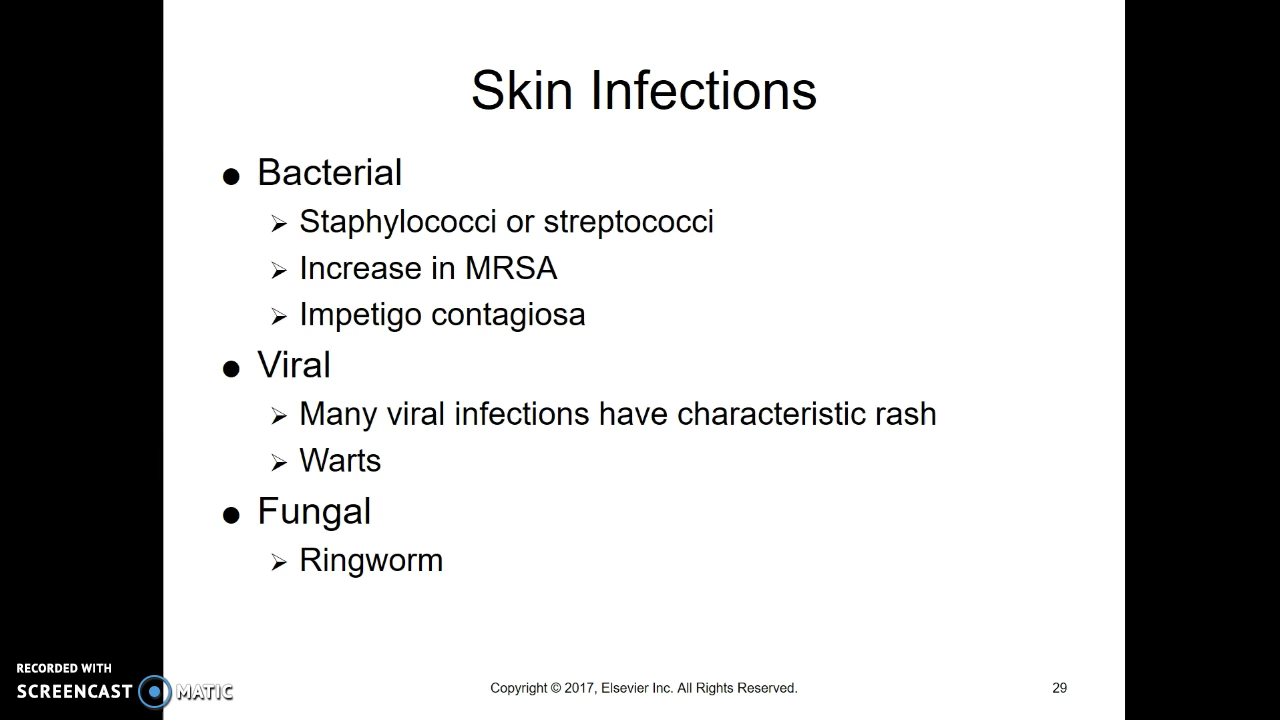 Skin Infections
● Bacterial
➢ Staphylococci or streptococci
➢ Increase in MRSA
➢ Impetigo contagiosa
● Viral
➢ Many viral infections have characteristic rash
➢ Warts
● Fungal
➢ Ringworm
RECORDED WITH
SCREENCAST MATIC
Copyright © 2017, Elsevier Inc. All Rights Reserved.
29